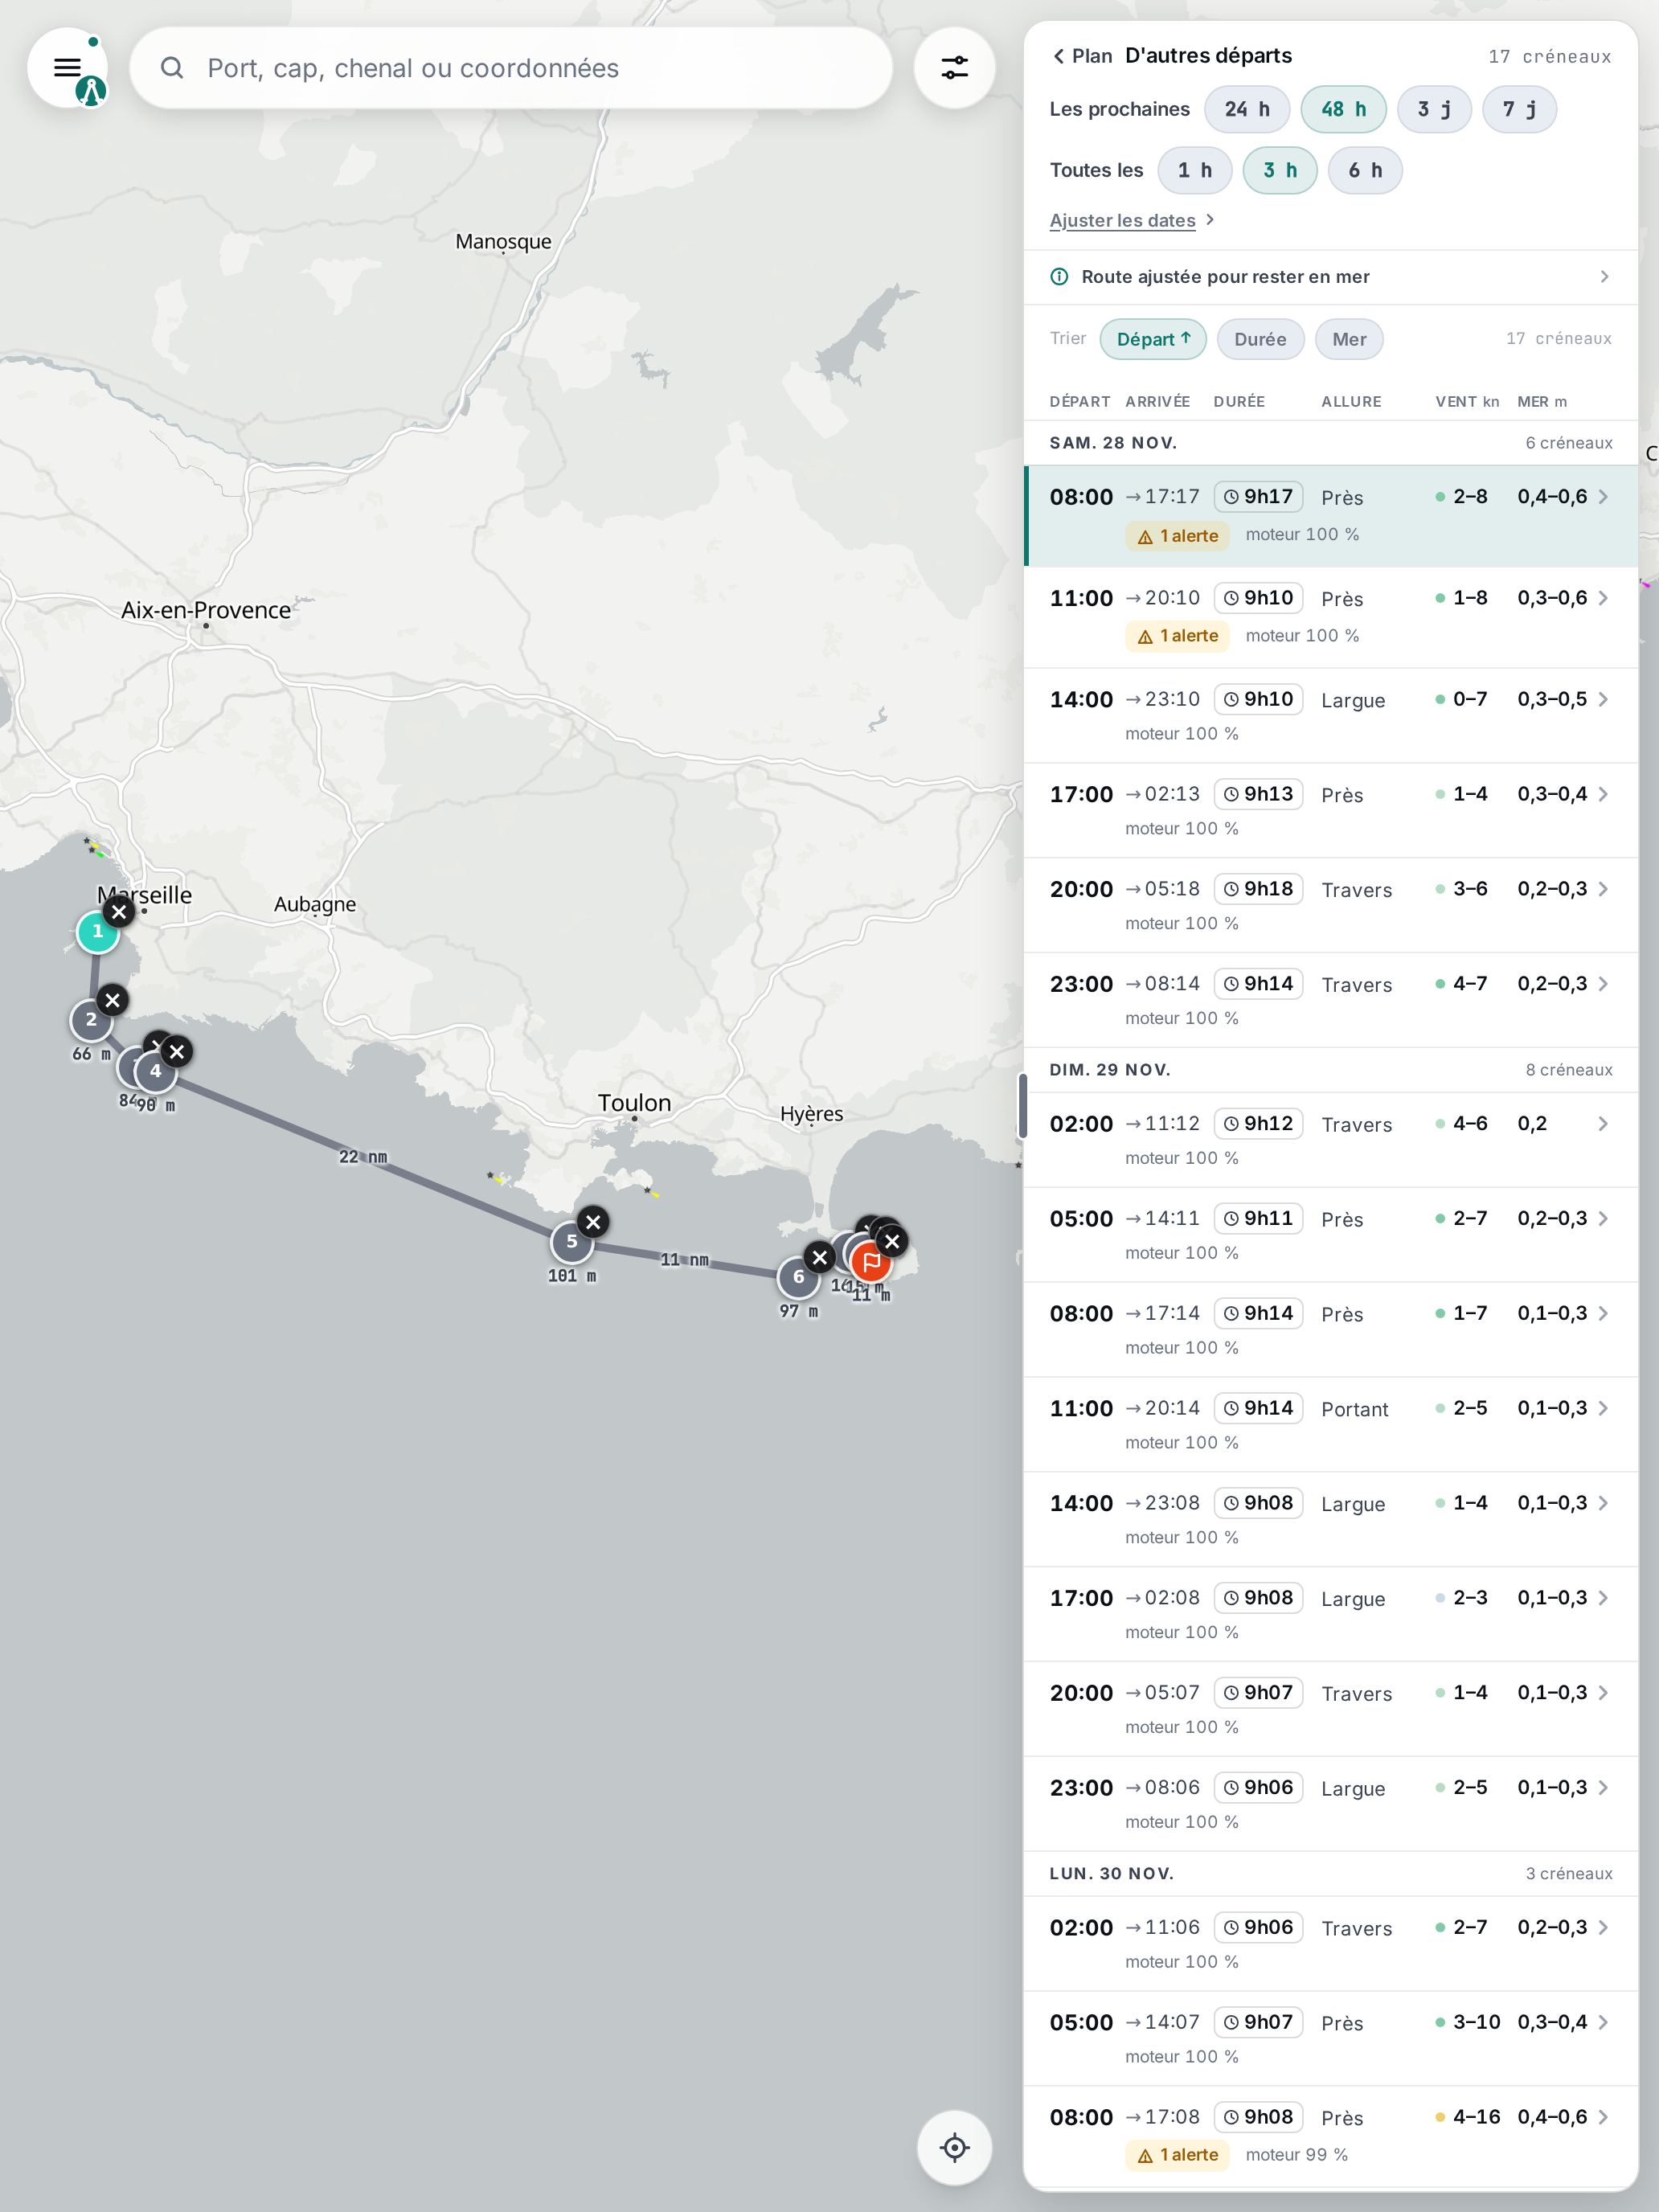 Port, cap, chenal ou coordonnées
Manosque
Aix-en-Provence
Marseille
Aubagne
Toulon
Hyères
1
2
66 m
4
90 m
22 nm
5
101 m
11 nm
6
97 m
11 m
Plan D'autres départs 17 créneaux
Les prochaines 24 h 48 h 3 j 7 j
Toutes les 1 h 3 h 6 h
Ajuster les dates
Route ajustée pour rester en mer
Trier Départ ↑ Durée Mer 17 créneaux
DÉPART ARRIVÉE DURÉE ALLURE VENT kn MER m
SAM. 28 NOV. 6 créneaux
08:00 →17:17 9h17 Près 2–8 0,4–0,6
1 alerte moteur 100 %
11:00 →20:10 9h10 Près 1–8 0,3–0,6
1 alerte moteur 100 %
14:00 →23:10 9h10 Largue 0–7 0,3–0,5
moteur 100 %
17:00 →02:13 9h13 Près 1–4 0,3–0,4
moteur 100 %
20:00 →05:18 9h18 Travers 3–6 0,2–0,3
moteur 100 %
23:00 →08:14 9h14 Travers 4–7 0,2–0,3
moteur 100 %
DIM. 29 NOV. 8 créneaux
02:00 →11:12 9h12 Travers 4–6 0,2
moteur 100 %
05:00 →14:11 9h11 Près 2–7 0,2–0,3
moteur 100 %
08:00 →17:14 9h14 Près 1–7 0,1–0,3
moteur 100 %
11:00 →20:14 9h14 Portant 2–5 0,1–0,3
moteur 100 %
14:00 →23:08 9h08 Largue 1–4 0,1–0,3
moteur 100 %
17:00 →02:08 9h08 Largue 2–3 0,1–0,3
moteur 100 %
20:00 →05:07 9h07 Travers 1–4 0,1–0,3
moteur 100 %
23:00 →08:06 9h06 Largue 2–5 0,1–0,3
moteur 100 %
LUN. 30 NOV. 3 créneaux
02:00 →11:06 9h06 Travers 2–7 0,2–0,3
moteur 100 %
05:00 →14:07 9h07 Près 3–10 0,3–0,4
moteur 100 %
08:00 →17:08 9h08 Près 4–16 0,4–0,6
1 alerte moteur 99 %